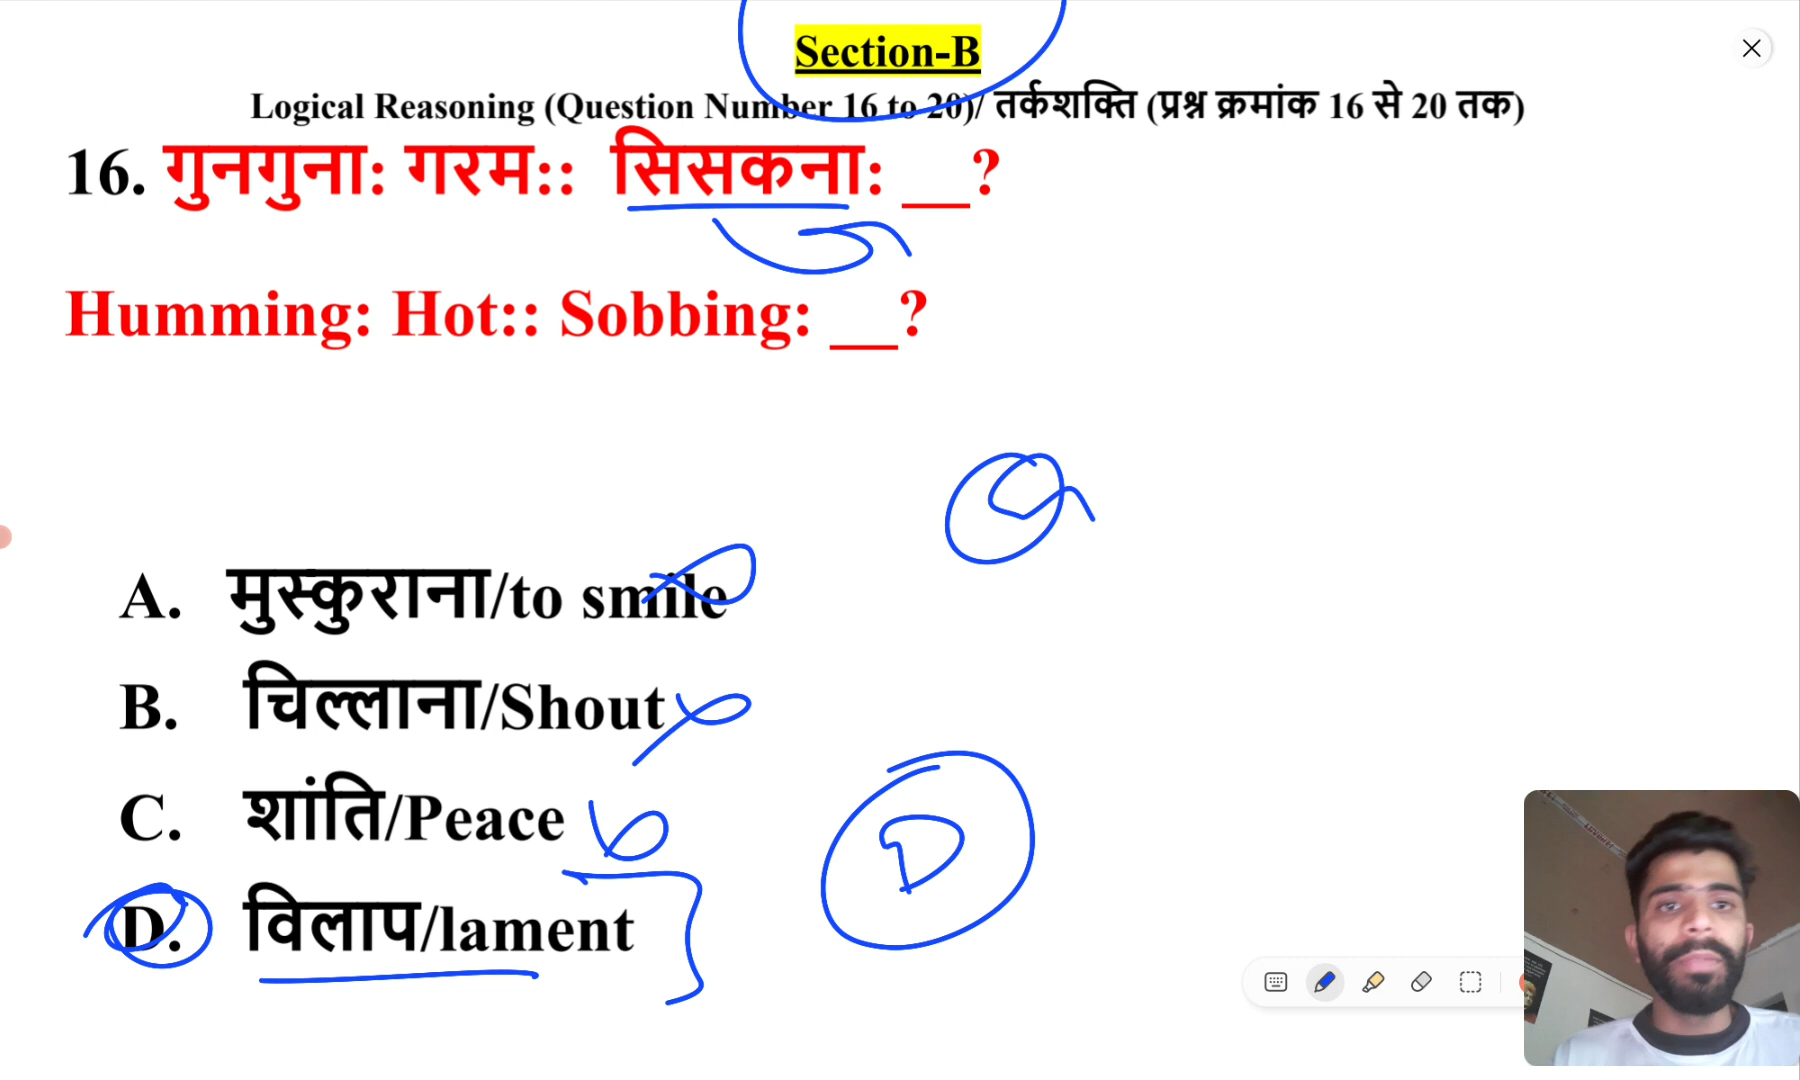 Section-B
Logical Reasoning (Question Number 16 to 20)/ तर्कशक्ति (प्रश्न क्रमांक 16 से 20 तक)
16. गुनगुना: गरम:: सिसकना: __?
Humming: Hot:: Sobbing: __?
A. मुस्कुराना/to smile
B. चिल्लाना/Shout
C. शांति/Peace
D. विलाप/lament
D